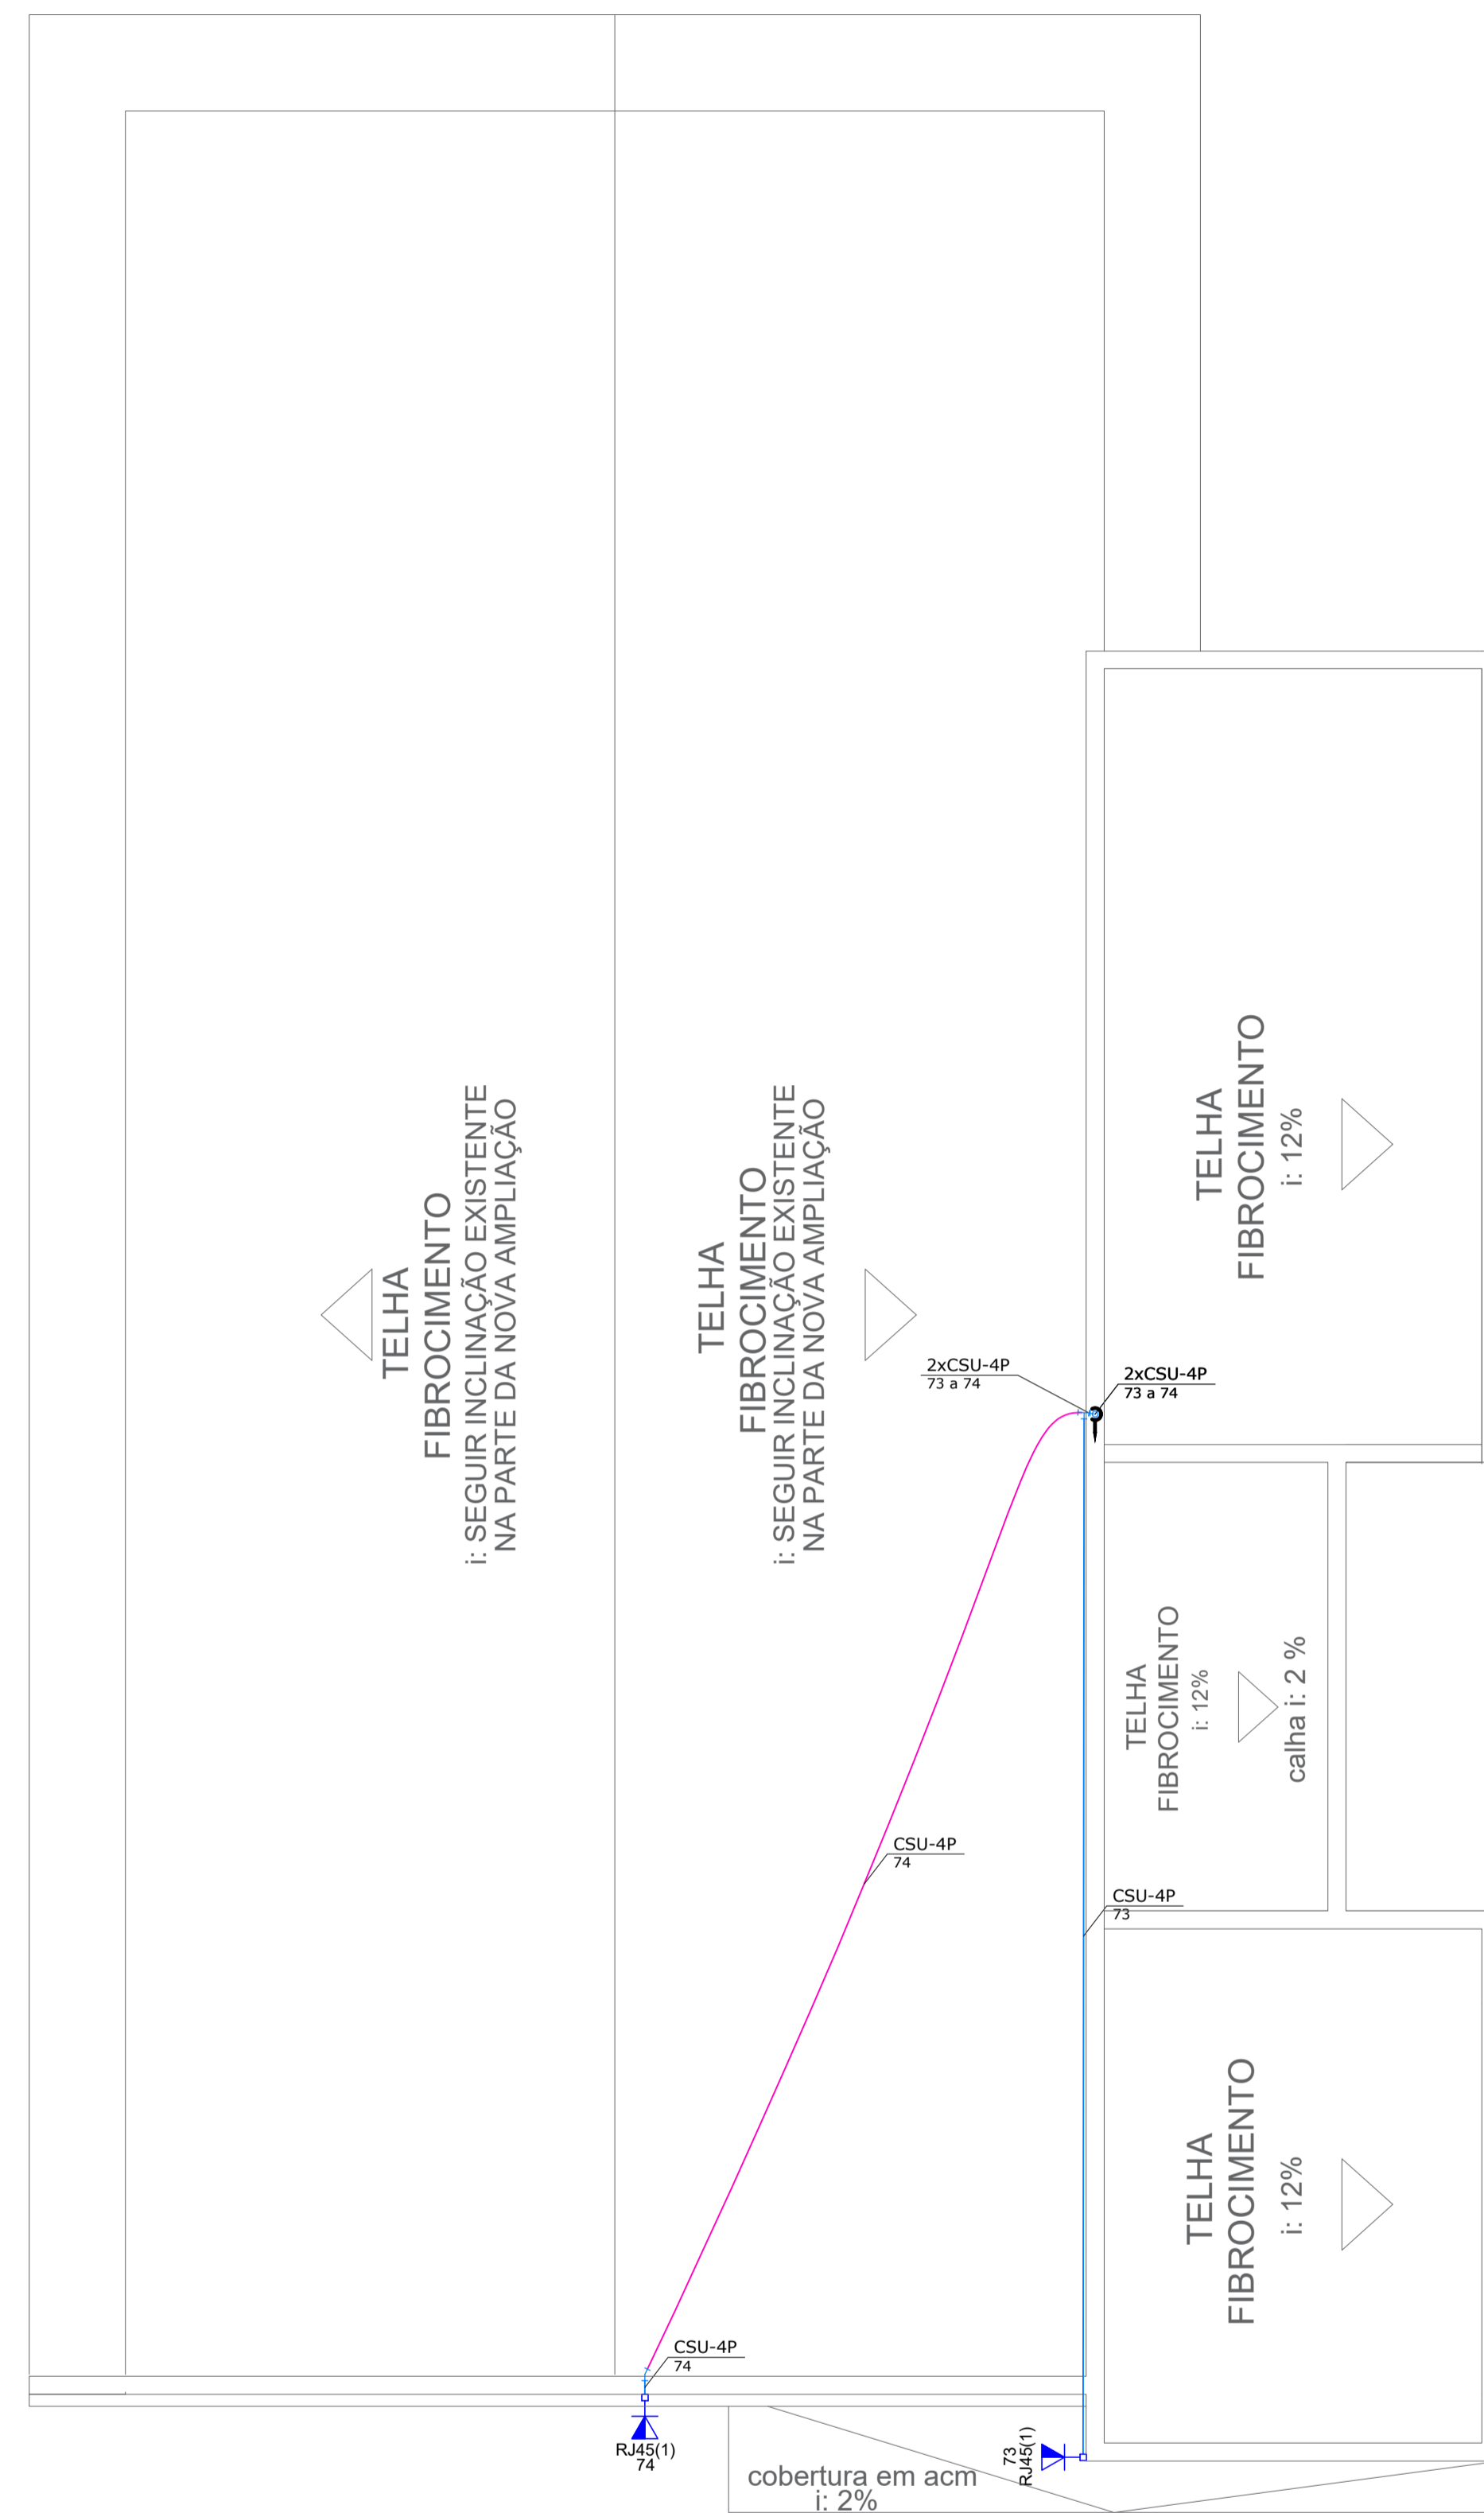 TELHA
FIBROCIMENTO
i: SEGUIR INCLINAÇÃO EXISTENTE
NA PARTE DA NOVA AMPLIAÇÃO
TELHA
FIBROCIMENTO
i: SEGUIR INCLINAÇÃO EXISTENTE
NA PARTE DA NOVA AMPLIAÇÃO
TELHA
FIBROCIMENTO
i: 12%
2xCSU-4P
73 a 74
2xCSU-4P
73 a 74
TELHA
FIBROCIMENTO
i: 12%
calha i: 2 %
CSU-4P
74
CSU-4P
73
TELHA
FIBROCIMENTO
i: 12%
CSU-4P
74
RJ45(1)
74
73
RJ45(1)
cobertura em acm
i: 2%